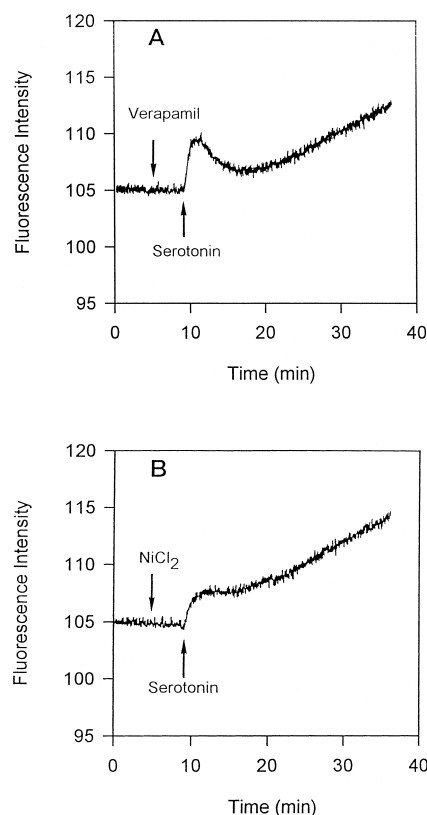 A
120
115
110
105
100
95
Fluorescence Intensity
Verapamil
Serotonin
0 10 20 30 40
Time (min)
B
120
115
110
105
100
95
Fluorescence Intensity
NiCl₂
Serotonin
0 10 20 30 40
Time (min)